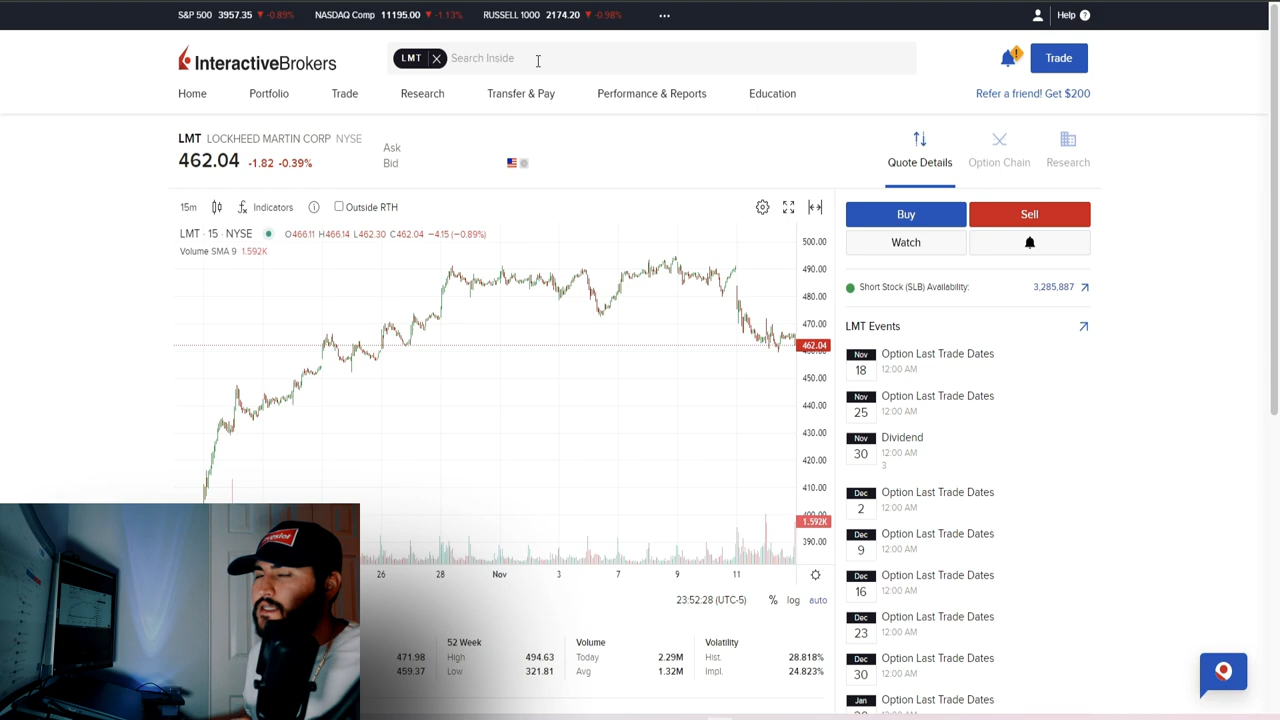 S&P 500 3957.35 -0.89% NASDAQ Comp 11195.00 -1.13% RUSSELL 1000 2174.20 -0.98% ••• Help ?
InteractiveBrokers
LMT Search Inside
Trade
Home Portfolio Trade Research Transfer & Pay Performance & Reports Education Refer a friend! Get $200
LMT LOCKHEED MARTIN CORP NYSE
462.04 -1.82 -0.39%
Ask
Bid
Quote Details Option Chain Research
15m Indicators Outside RTH
LMT · 15 · NYSE O466.11 H466.14 L462.30 C462.04 -4.15 (-0.89%)
Volume SMA 9 1.592K
500.00
490.00
480.00
470.00
462.04
450.00
440.00
430.00
420.00
410.00
400.00
1.592K
390.00
26 28 Nov 3 7 9 11
23:52:28 (UTC-5) % log auto
Buy Sell
Watch
Short Stock (SLB) Availability: 3,285,887
LMT Events
Nov 18 Option Last Trade Dates
12:00 AM
Nov 25 Option Last Trade Dates
12:00 AM
Nov 30 Dividend
12:00 AM
3
Dec 2 Option Last Trade Dates
12:00 AM
Dec 9 Option Last Trade Dates
12:00 AM
Dec 16 Option Last Trade Dates
12:00 AM
Dec 23 Option Last Trade Dates
12:00 AM
Dec 30 Option Last Trade Dates
12:00 AM
Jan Option Last Trade Dates
12:00 AM
52 Week Volume Volatility
471.98 High 494.63 Today 2.29M Hist. 28.818%
459.37 Low 321.81 Avg 1.32M Impl. 24.823%
Investor